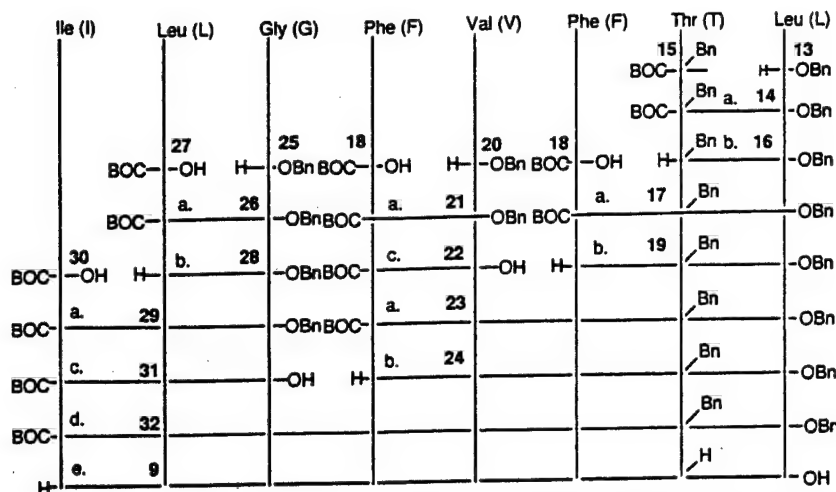 Ile (I) Leu (L) Gly (G) Phe (F) Val (V) Phe (F) Thr (T) Leu (L)
15 Bn 13
BOC H OBn
Bn a. 14
BOC OBn
27 25 18 20 18 Bn b. 16
BOC OH H OBn BOC OH H OBn BOC OH H OBn
a. 26 a. 21 a. 17 Bn
BOC OBn BOC OBn BOC OBn
30 b. 28 c. 22 b. 19 Bn
BOC OH H OBn BOC OH H OBn
a. 29 a. 23 Bn
BOC OBn BOC OBn
c. 31 b. 24 Bn
BOC OH H OBn
d. 32 Bn
BOC OBn
e. 9 H
H OH